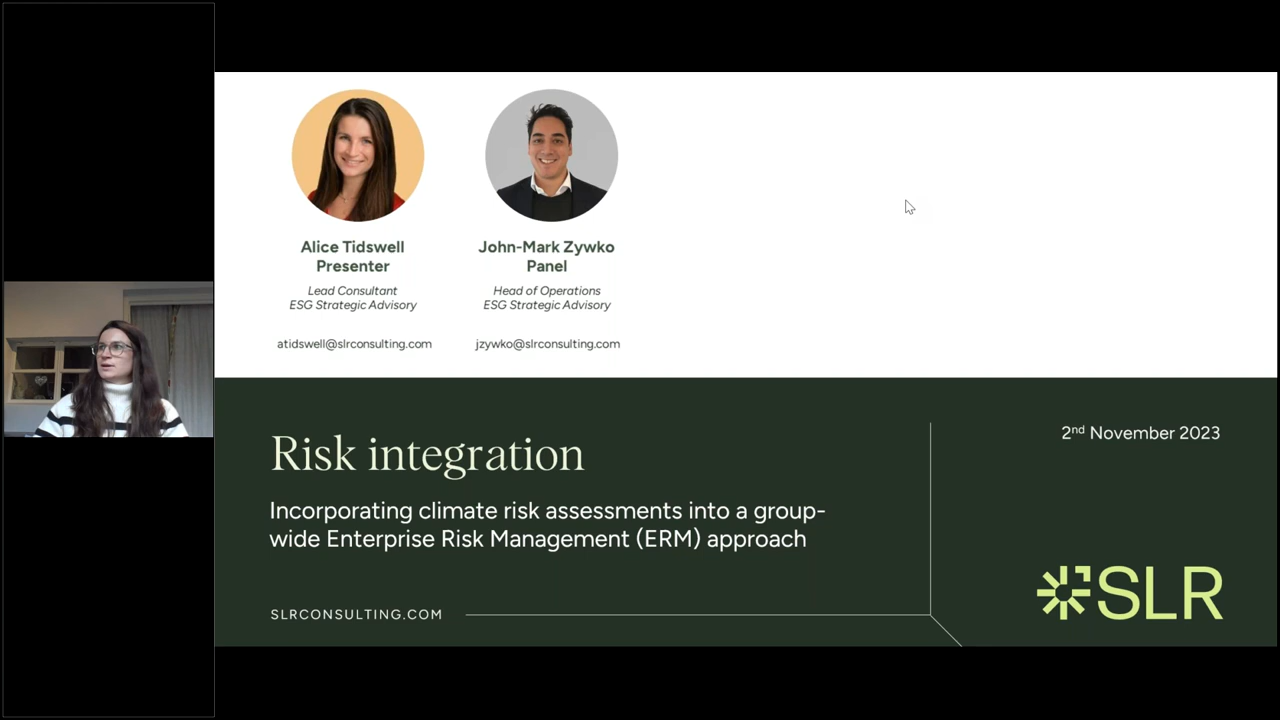 Alice Tidswell
Presenter
Lead Consultant
ESG Strategic Advisory
atidswell@slrconsulting.com
John-Mark Zywko
Panel
Head of Operations
ESG Strategic Advisory
jzywko@slrconsulting.com
Risk integration
Incorporating climate risk assessments into a group-
wide Enterprise Risk Management (ERM) approach
SLRCONSULTING.COM
2nd November 2023
SLR